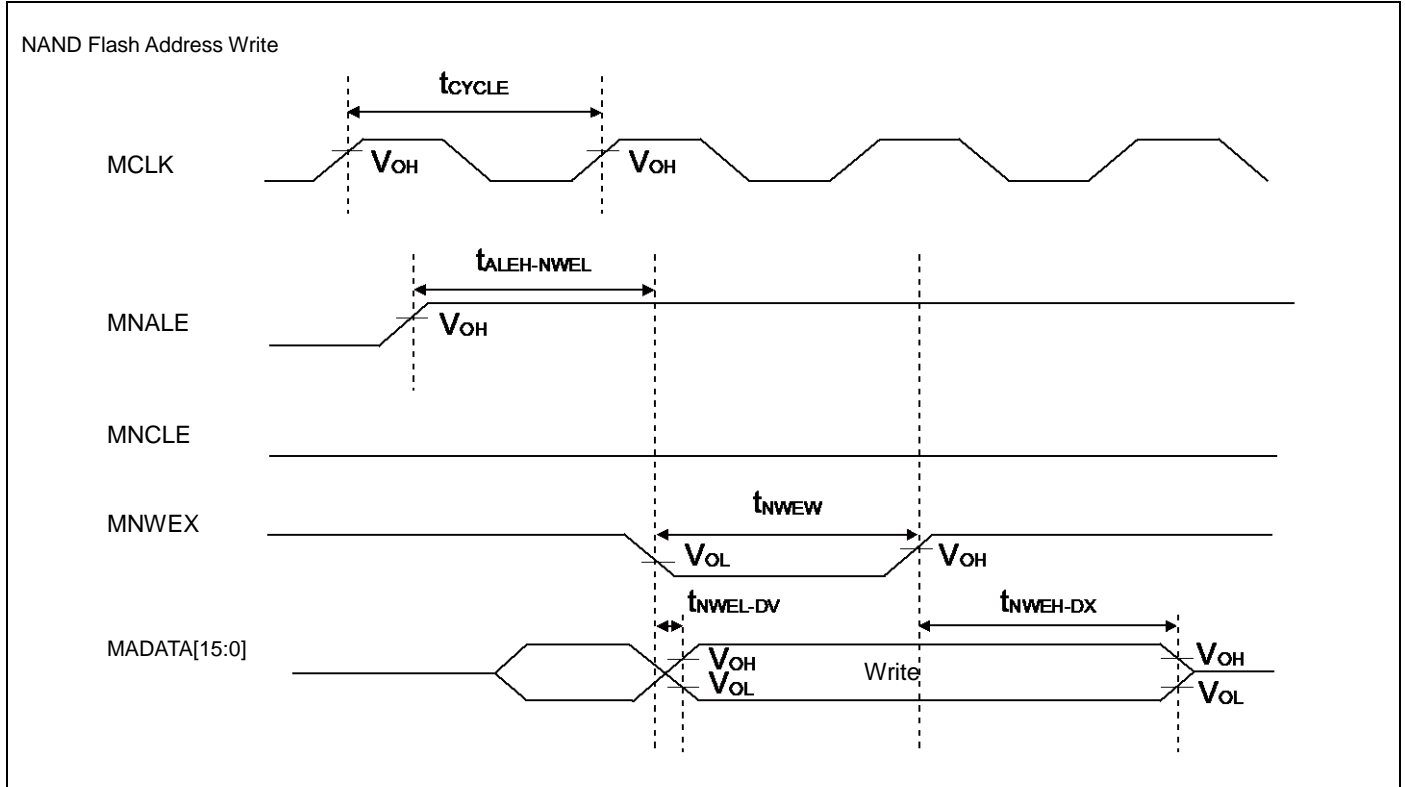 NAND Flash Address Write
tCYCLE
MCLK
VOH
VOH
tALEH-NWEL
MNALE
VOH
MNCLE
tNWEW
MNWEX
VOL
VOH
tNWEL-DV
tNWEH-DX
MADATA[15:0]
VOH
Write
VOH
VOL
VOL